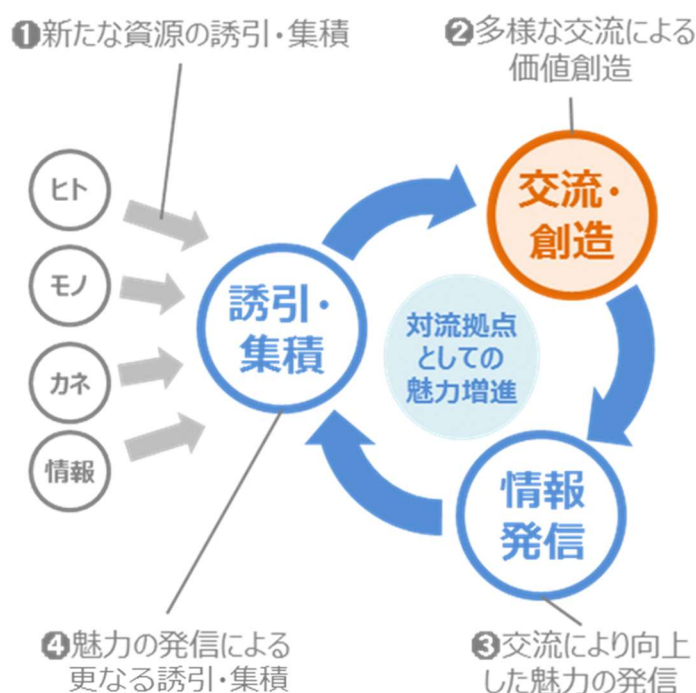 ❶新たな資源の誘引・集積
❷多様な交流による
価値創造
ヒト
モノ
カネ
情報
誘引・
集積
交流・
創造
対流拠点
としての
魅力増進
情報
発信
❹魅力の発信による
更なる誘引・集積
❸交流により向上
した魅力の発信